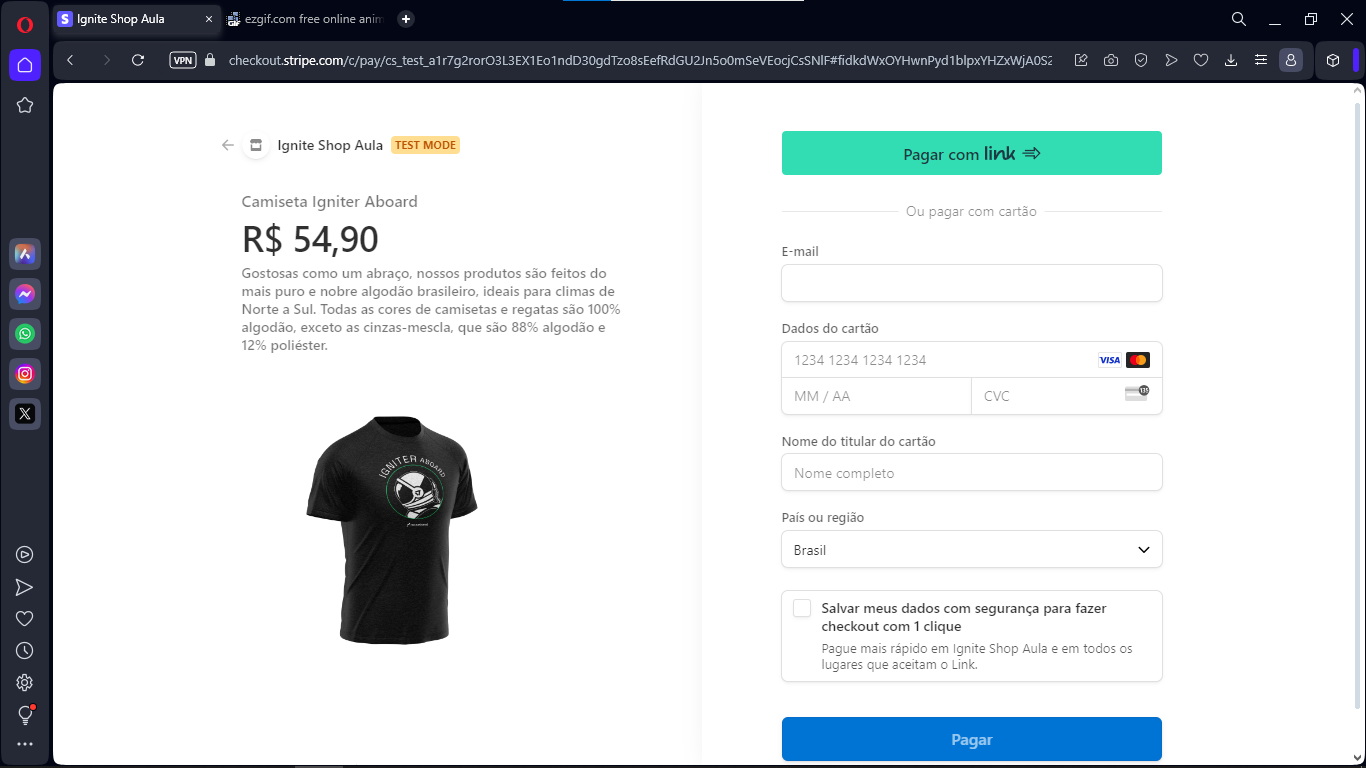 Ignite Shop Aula
ezgif.com free online anim
VPN
checkout.stripe.com/c/pay/cs_test_a1r7g2rorO3L3EX1Eo1ndD30gdTzo8sEefRdGU2Jn5o0mSeVEocjCsSNlF#fidkdWxOYHwnPyd1blpxYHZxWjA0S2
Ignite Shop Aula
TEST MODE
Camiseta Igniter Aboard
R$ 54,90
Gostosas como um abraço, nossos produtos são feitos do
mais puro e nobre algodão brasileiro, ideais para climas de
Norte a Sul. Todas as cores de camisetas e regatas são 100%
algodão, exceto as cinzas-mescla, que são 88% algodão e
12% poliéster.
IGNITER ABOARD
Pagar com link
Ou pagar com cartão
E-mail
Dados do cartão
1234 1234 1234 1234
VISA
MM / AA
CVC
135
Nome do titular do cartão
Nome completo
País ou região
Brasil
Salvar meus dados com segurança para fazer
checkout com 1 clique
Pague mais rápido em Ignite Shop Aula e em todos os
lugares que aceitam o Link.
Pagar